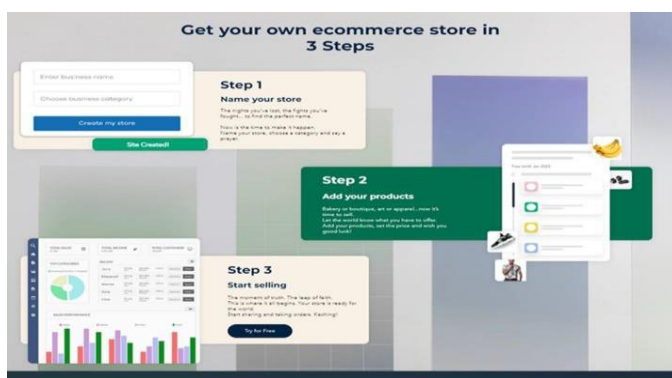 Get your own ecommerce store in
3 Steps
Enter business name
Choose business category
Create my store
Site Created!
Step 1
Name your store
The nights you've lost, the fights you've
fought... to find the perfect name.
Now is the time to make it happen.
Name your store, choose a category and say a
prayer.
Step 2
Add your products
Bakery or boutique, art or apparel.. now it's
time to sell.
Let the world know what you have to offer.
Add your products, set the price and wish you
good luck!
Step 3
Start selling
The moment of truth. The leap of faith.
This is where it all begins. Your store is ready for
the world.
Start sharing and taking orders. Kaching!
Try for Free